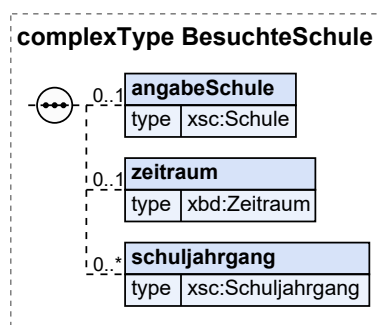 complexType BesuchteSchule
0..1 angabeSchule
type xsc:Schule
0..1 zeitraum
type xbd:Zeitraum
0..* schuljahrgang
type xsc:Schuljahrgang